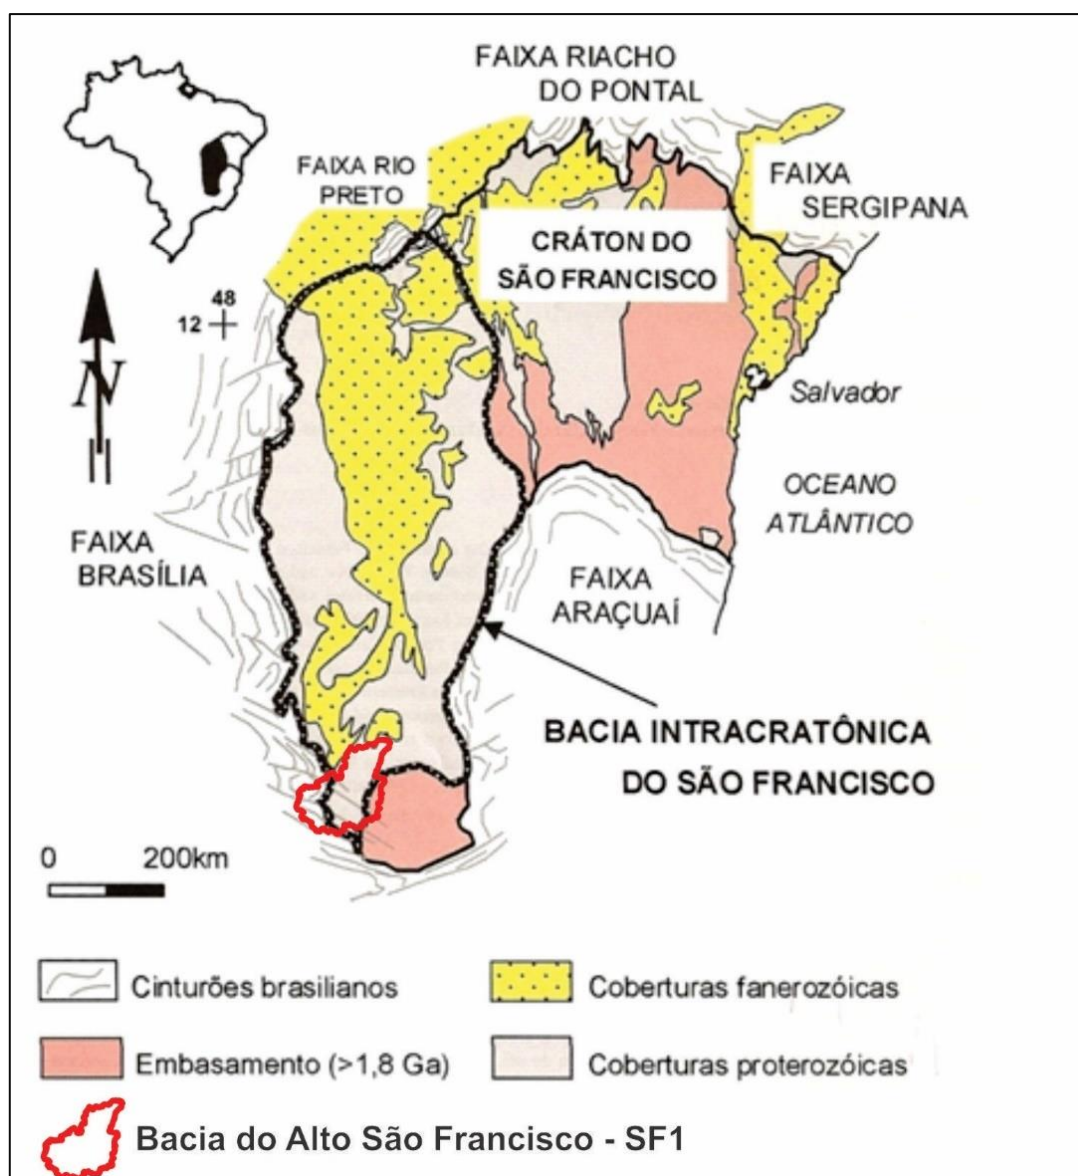 FAIXA RIACHO
DO PONTAL
FAIXA RIO
PRETO
FAIXA
SERGIPANA
CRÁTON DO
SÃO FRANCISCO
48
12
N
Salvador
OCEANO
ATLÂNTICO
FAIXA
BRASÍLIA
FAIXA
ARAÇUAÍ
BACIA INTRACRATÔNICA
DO SÃO FRANCISCO
0 200km
Cinturões brasilianos
Coberturas fanerozóicas
Embasamento (>1,8 Ga)
Coberturas proterozóicas
Bacia do Alto São Francisco - SF1